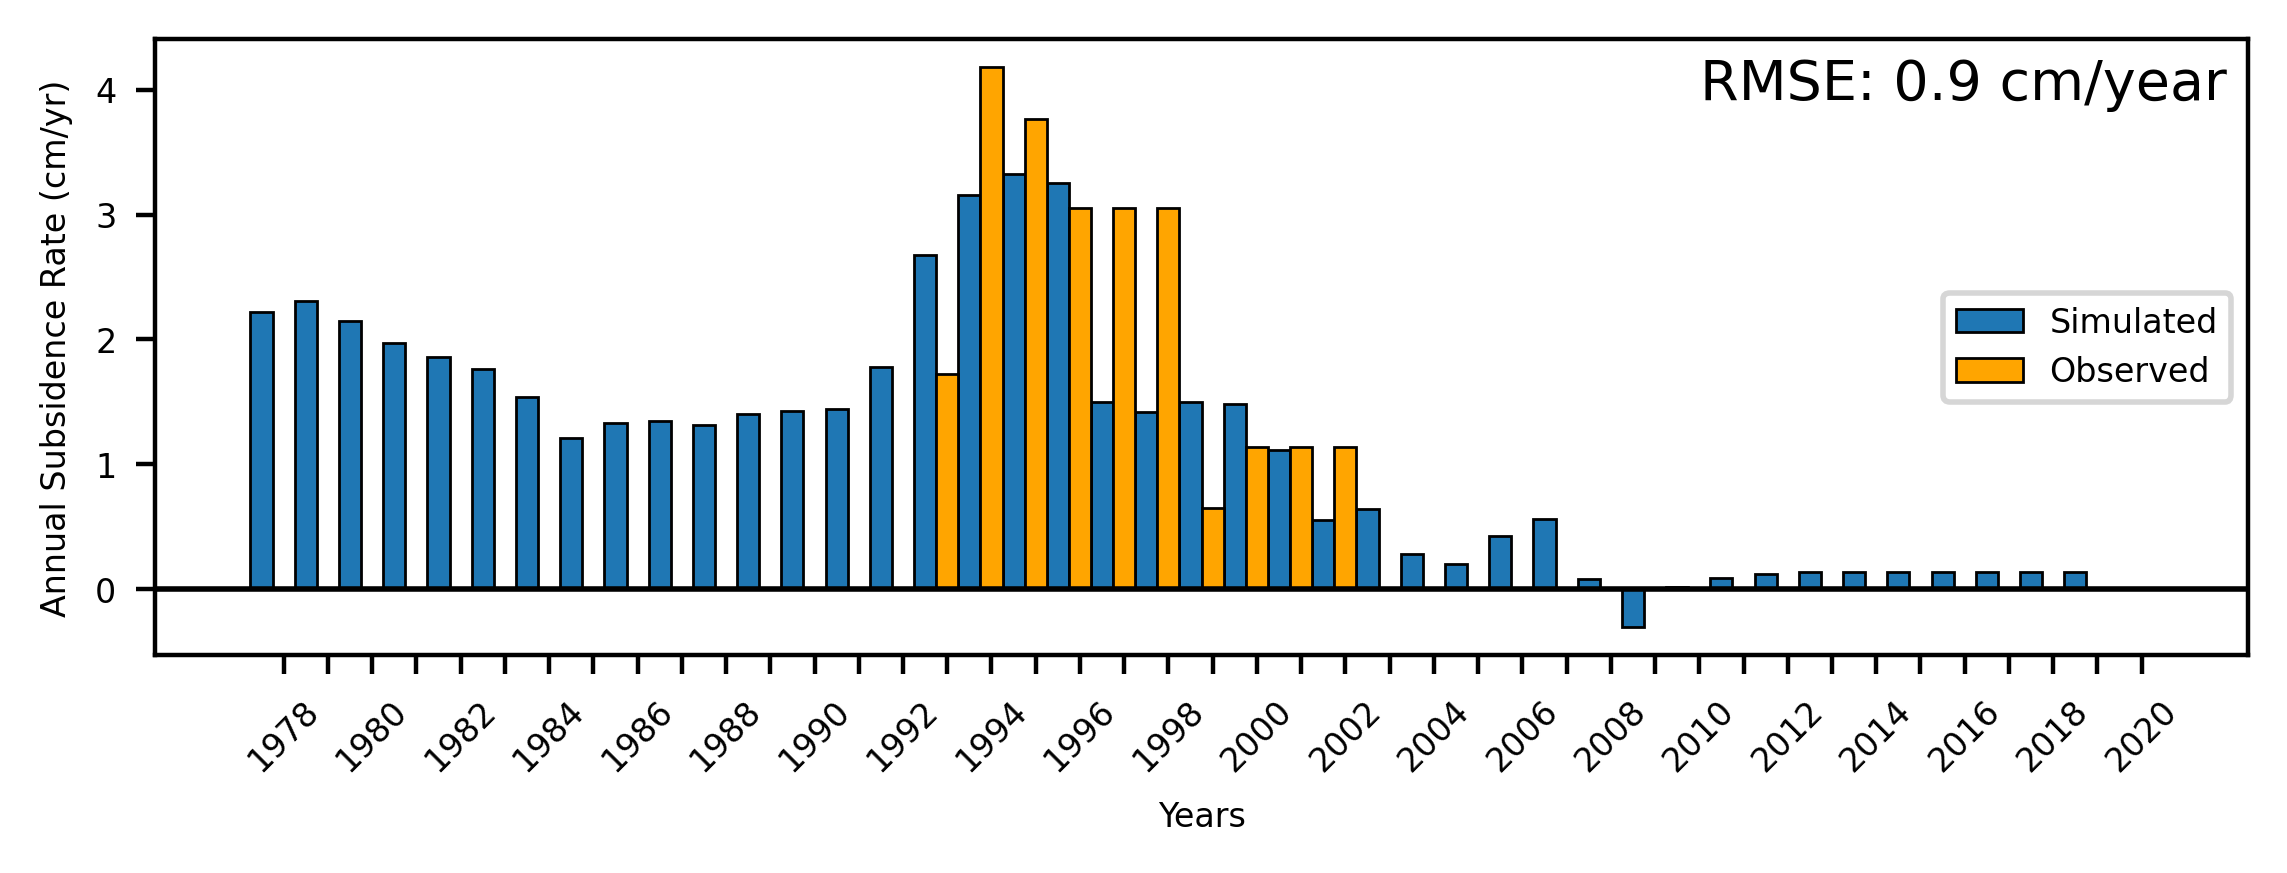 RMSE: 0.9 cm/year
Annual Subsidence Rate (cm/yr)
4
3
2
1
0
Simulated
Observed
1978 1980 1982 1984 1986 1988 1990 1992 1994 1996 1998 2000 2002 2004 2006 2008 2010 2012 2014 2016 2018 2020
Years